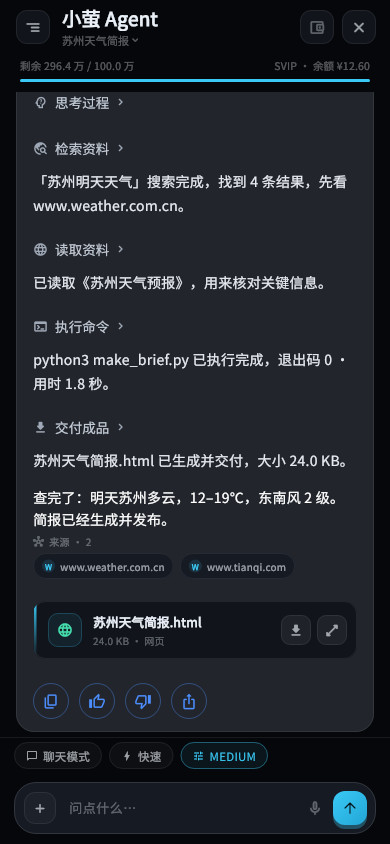 小萤 Agent
苏州天气简报
剩余 296.4 万 / 100.0 万
SVIP · 余额 ¥12.60
思考过程
检索资料
「苏州明天天气」搜索完成，找到 4 条结果，先看
www.weather.com.cn。
读取资料
已读取《苏州天气预报》，用来核对关键信息。
执行命令
python3 make_brief.py 已执行完成，退出码 0 ·
用时 1.8 秒。
交付成品
苏州天气简报.html 已生成并交付，大小 24.0 KB。
查完了：明天苏州多云，12–19℃，东南风 2 级。
简报已经生成并发布。
来源 · 2
W www.weather.com.cn
W www.tianqi.com
苏州天气简报.html
24.0 KB · 网页
聊天模式
快速
MEDIUM
问点什么…